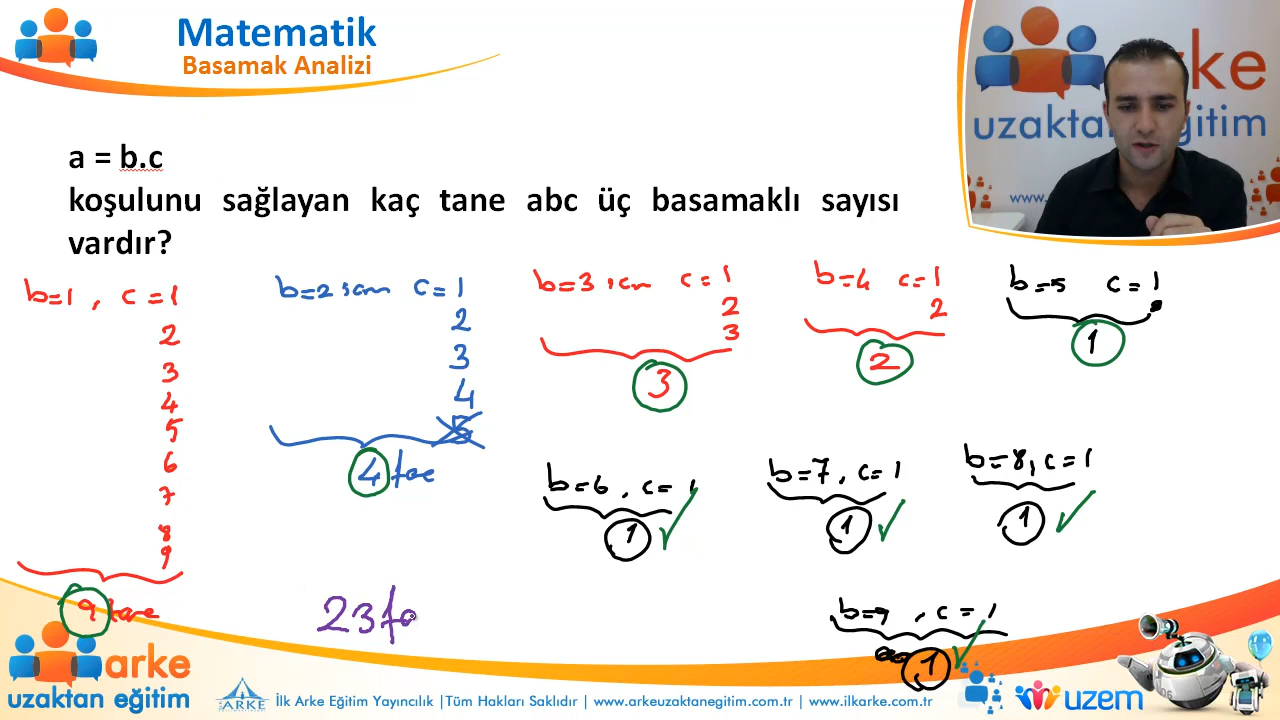 Matematik
Basamak Analizi
arke
uzaktan eğitim
www.
a = b.c
koşulunu sağlayan kaç tane abc üç basamaklı sayısı
vardır?
b=1 , c=1
2
3
4
5
6
7
8
9
9 tane
b=2 için c=1
2
3
4
5
4 tane
b=3 için c=1
2
3
3
b=4 c=1
2
2
b=5 c=1
1
b=6 , c=1
1
b=7 , c=1
1
b=8, c=1
1
b=9 , c=1
1
23 ta
arke
uzaktan eğitim
ARKE
İlk Arke Eğitim Yayıncılık |Tüm Hakları Saklıdır | www.arkeuzaktanegitim.com.tr | www.ilkarke.com.tr
uzem